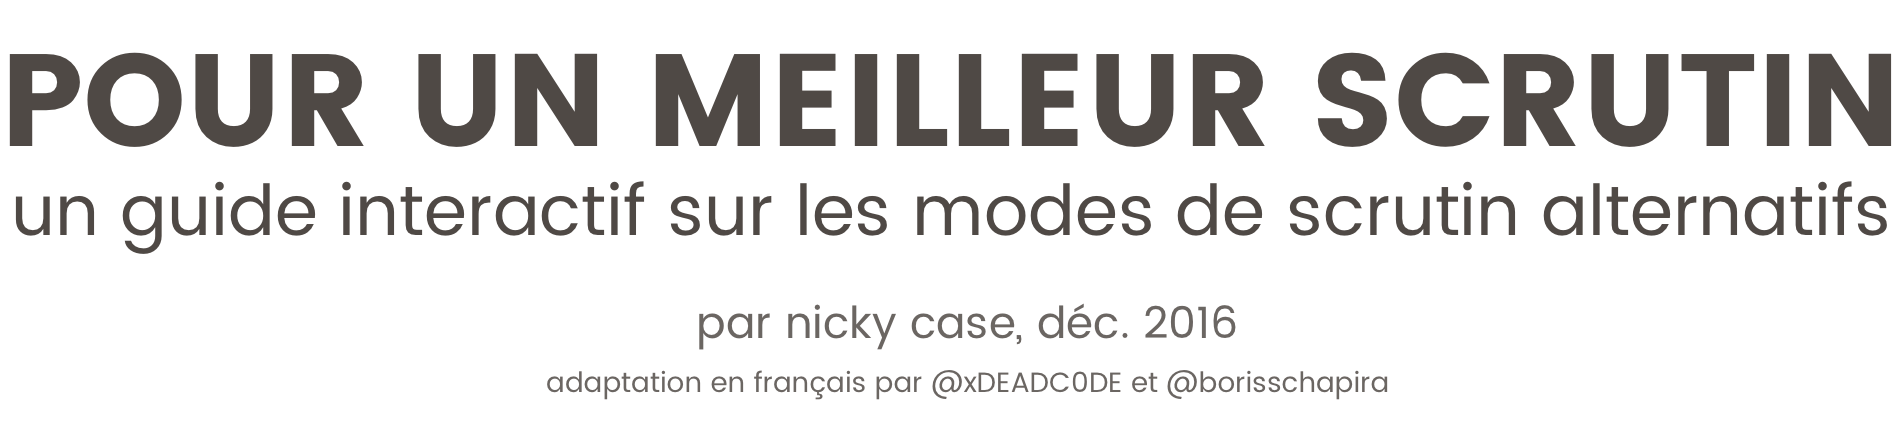 POUR UN MEILLEUR SCRUTIN
un guide interactif sur les modes de scrutin alternatifs
par nicky case, déc. 2016
adaptation en français par @xDEADC0DE et @borisschapira